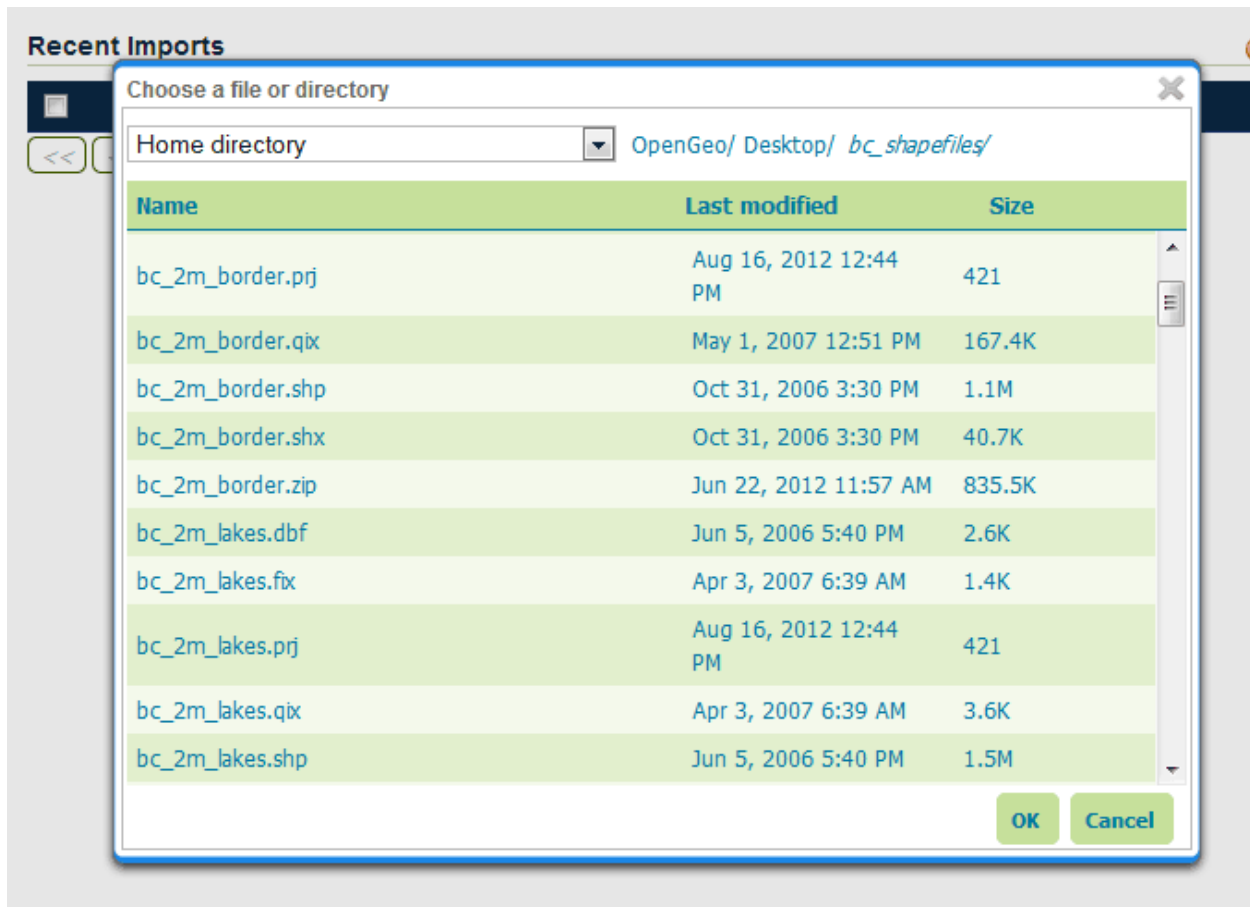 Recent Imports
Choose a file or directory
Home directory OpenGeo/ Desktop/ bc_shapefiles/
<<
Name Last modified Size
bc_2m_border.prj Aug 16, 2012 12:44 PM 421
bc_2m_border.qix May 1, 2007 12:51 PM 167.4K
bc_2m_border.shp Oct 31, 2006 3:30 PM 1.1M
bc_2m_border.shx Oct 31, 2006 3:30 PM 40.7K
bc_2m_border.zip Jun 22, 2012 11:57 AM 835.5K
bc_2m_lakes.dbf Jun 5, 2006 5:40 PM 2.6K
bc_2m_lakes.fix Apr 3, 2007 6:39 AM 1.4K
bc_2m_lakes.prj Aug 16, 2012 12:44 PM 421
bc_2m_lakes.qix Apr 3, 2007 6:39 AM 3.6K
bc_2m_lakes.shp Jun 5, 2006 5:40 PM 1.5M
OK Cancel